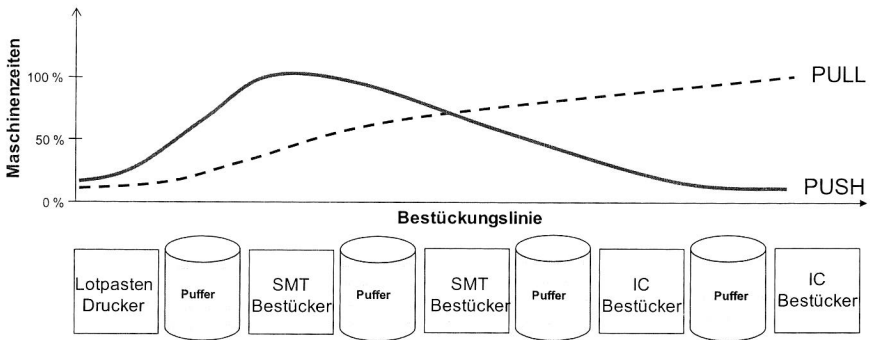 Maschinenzeiten
100 %
50 %
0 %
PULL
PUSH
Bestückungslinie
Lotpasten
Drucker
Puffer
SMT
Bestücker
Puffer
SMT
Bestücker
Puffer
IC
Bestücker
Puffer
IC
Bestücker